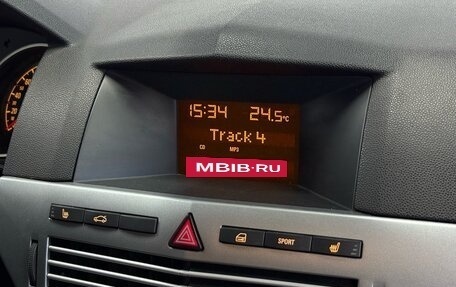 15:34 24.5°C
Track 4
CD MP3
MBIB.RU
SPORT